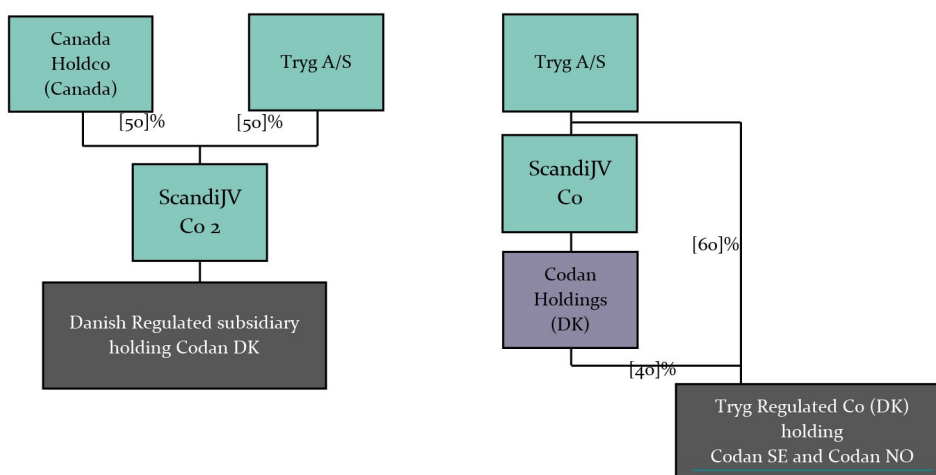 Canada
Holdco
(Canada)
Tryg A/S
[50]%
[50]%
ScandiJV
Co 2
Danish Regulated subsidiary
holding Codan DK
Tryg A/S
ScandiJV
Co
[60]%
Codan
Holdings
(DK)
[40]%
Tryg Regulated Co (DK)
holding
Codan SE and Codan NO